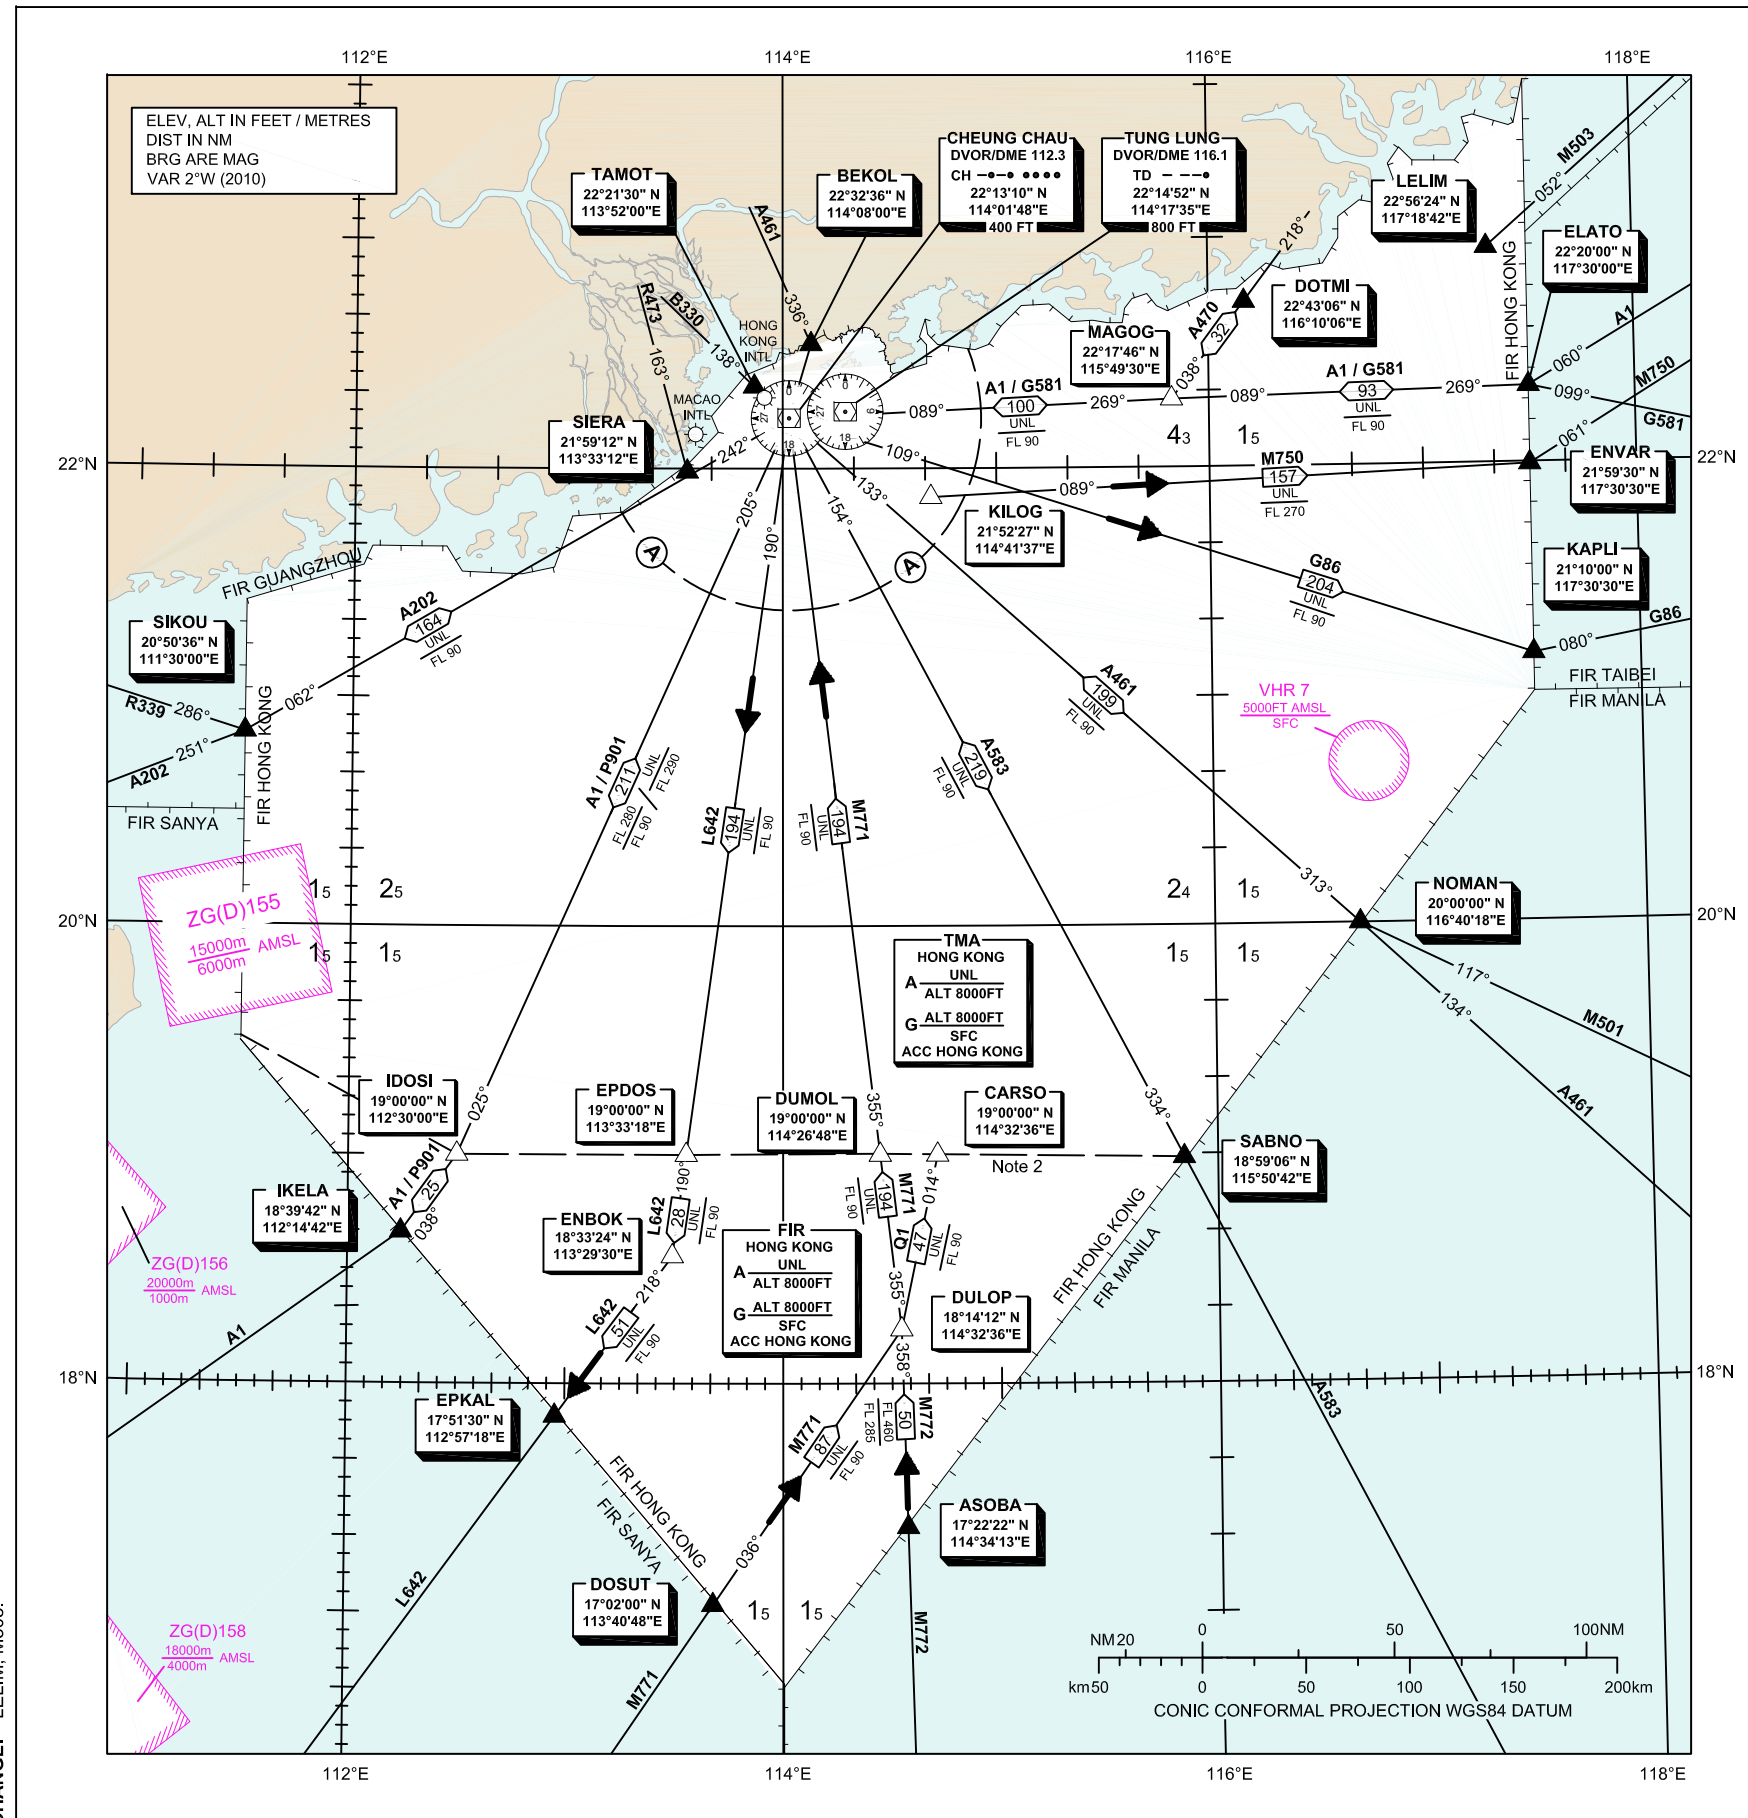 112°E
114°E
116°E
118°E
ELEV, ALT IN FEET / METRES
DIST IN NM
BRG ARE MAG
VAR 2°W (2010)
TAMOT
22°21'30" N
113°52'00"E
BEKOL
22°32'36" N
114°08'00"E
CHEUNG CHAU
DVOR/DME 112.3
CH
22°13'10" N
114°01'48"E
400 FT
TUNG LUNG
DVOR/DME 116.1
TD
22°14'52" N
114°17'35"E
800 FT
LELIM
22°56'24" N
117°18'42"E
M503
052°
ELATO
22°20'00" N
117°30'00"E
A461
336°
218°
R473
163°
B330
138°
HONG
KONG
INTL
MACAO
INTL
DOTMI
22°43'06" N
116°10'06"E
MAGOG
22°17'46" N
115°49'30"E
A470
32
038°
FIR HONG KONG
A1
060°
M750
099°
G581
061°
A1 / G581
089°
100
269°
UNL
FL 90
A1 / G581
089°
93
269°
UNL
FL 90
0
27
18
0
27
9
18
SIERA
21°59'12" N
113°33'12"E
242°
109°
43
15
22°N
22°N
M750
089°
157
UNL
FL 270
ENVAR
21°59'30" N
117°30'30"E
KILOG
21°52'27" N
114°41'37"E
205°
190°
154°
133°
A
A
FIR GUANGZHOU
G86
204
UNL
FL 90
KAPLI
21°10'00" N
117°30'30"E
G86
080°
FIR TAIBEI
FIR MANILA
SIKOU
20°50'36" N
111°30'00"E
A202
164
UNL
FL 90
062°
R339
286°
251°
A202
FIR HONG KONG
FIR SANYA
A461
199
UNL
FL 90
VHR 7
5000FT AMSL
SFC
A1 / P901
211
UNL
FL 290
FL 280
FL 90
L642
194
UNL
FL 90
M771
194
UNL
FL 90
A583
219
UNL
FL 90
ZG(D)155
15000m
6000m
AMSL
15
25
24
15
313°
NOMAN
20°00'00" N
116°40'18"E
20°N
20°N
15
15
15
15
TMA
HONG KONG
A
UNL
ALT 8000FT
G
ALT 8000FT
SFC
ACC HONG KONG
117°
134°
M501
A461
IDOSI
19°00'00" N
112°30'00"E
025°
EPDOS
19°00'00" N
113°33'18"E
DUMOL
19°00'00" N
114°26'48"E
355°
CARSO
19°00'00" N
114°32'36"E
334°
Note 2
SABNO
18°59'06" N
115°50'42"E
A1 / P901
25
038°
IKELA
18°39'42" N
112°14'42"E
190°
L642
28
UNL
FL 90
ENBOK
18°33'24" N
113°29'30"E
M771
194
UNL
FL 90
014°
Q1
47
UNL
FL 90
FIR
HONG KONG
A
UNL
ALT 8000FT
G
ALT 8000FT
SFC
ACC HONG KONG
FIR HONG KONG
FIR MANILA
ZG(D)156
20000m
1000m
AMSL
A1
218°
L642
51
UNL
FL 90
355°
DULOP
18°14'12" N
114°32'36"E
358°
18°N
18°N
EPKAL
17°51'30" N
112°57'18"E
M771
87
UNL
FL 90
M772
50
FL 460
FL 285
A583
FIR HONG KONG
FIR SANYA
036°
ASOBA
17°22'22" N
114°34'13"E
DOSUT
17°02'00" N
113°40'48"E
15
15
L642
M771
M772
ZG(D)158
18000m
4000m
AMSL
NM20
0
50
100NM
km50
0
50
100
150
200km
CONIC CONFORMAL PROJECTION WGS84 DATUM
112°E
114°E
116°E
118°E